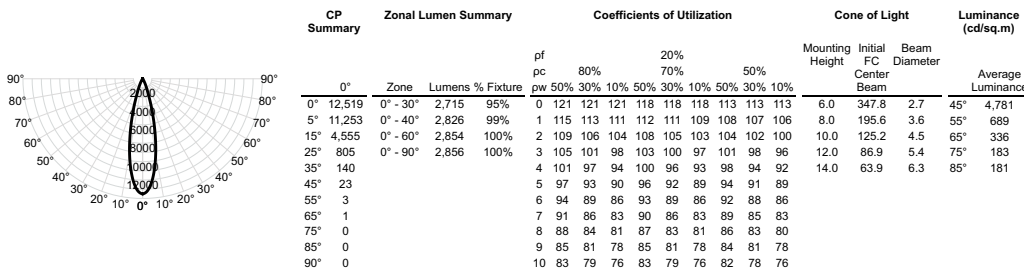 CP Summary
0°
0° 12,519
5° 11,253
15° 4,555
25° 805
35° 140
45° 23
55° 3
65° 1
75° 0
85° 0
90° 0
Zonal Lumen Summary
Zone Lumens % Fixture
0° - 30° 2,715 95%
0° - 40° 2,826 99%
0° - 60° 2,854 100%
0° - 90° 2,856 100%
Coefficients of Utilization
ρf 20%
ρc 80% 70% 50%
ρw 50% 30% 10% 50% 30% 10% 50% 30% 10%
0 121 121 121 118 118 118 113 113 113
1 115 113 111 112 111 109 108 107 106
2 109 106 104 108 105 103 104 102 100
3 105 101 98 103 100 97 101 98 96
4 101 97 94 100 96 93 98 94 92
5 97 93 90 96 92 89 94 91 89
6 94 89 86 93 89 86 92 88 86
7 91 86 83 90 86 83 89 85 83
8 88 84 81 87 83 81 86 83 80
9 85 81 78 85 81 78 84 81 78
10 83 79 76 83 79 76 82 78 76
Cone of Light
Mounting Height Initial FC Center Beam Beam Diameter
6.0 347.8 2.7
8.0 195.6 3.6
10.0 125.2 4.5
12.0 86.9 5.4
14.0 63.9 6.3
Luminance (cd/sq.m)
Average Luminance
45° 4,781
55° 689
65° 336
75° 183
85° 181
90° 90°
80° 80°
70° 70°
60° 60°
50° 50°
40° 40°
30° 20° 10° 0° 10° 20° 30°
2000
4000
6000
8000
10000
12000